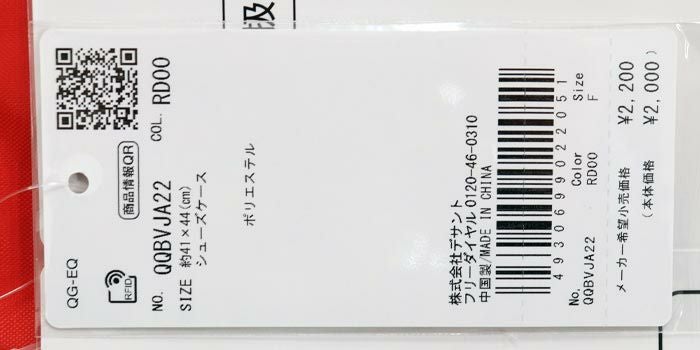 QG-EQ
RFID
商品情報QR
NO. QQBVJA22 COL. RD00
SIZE 約41×44(cm)
シューズケース
ポリエステル
株式会社デサント
フリーダイヤル 0120-46-0310
中国製/MADE IN CHINA
4930699022051
No. Color Size
QQBVJA22 RD00 F
メーカー希望小売価格 ¥2,200
(本体価格 ¥2,000)